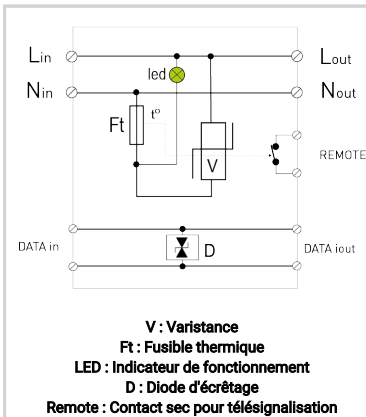 Lin
Lout
led
Nin
Nout
t°
Ft
V
REMOTE
DATA in
D
DATA iout
V : Varistance
Ft : Fusible thermique
LED : Indicateur de fonctionnement
D : Diode d'écrêtage
Remote : Contact sec pour télésignalisation